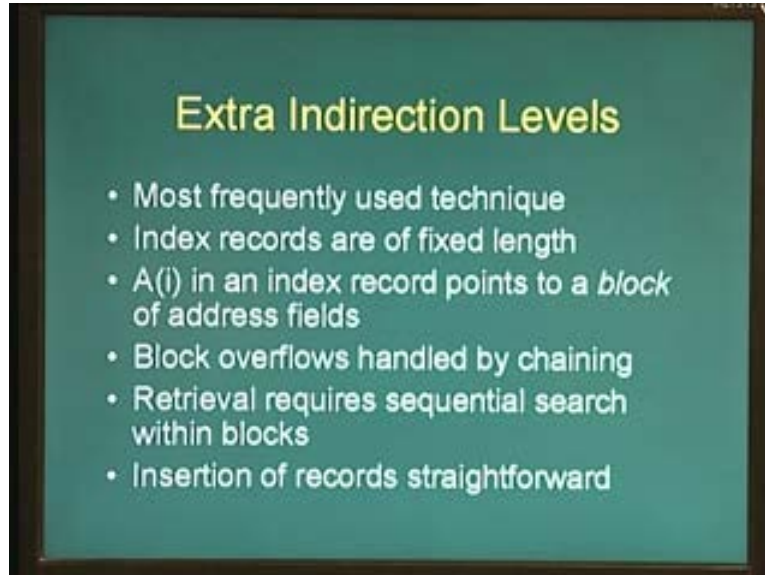 Extra Indirection Levels
• Most frequently used technique
• Index records are of fixed length
• A(i) in an index record points to a block
of address fields
• Block overflows handled by chaining
• Retrieval requires sequential search
within blocks
• Insertion of records straightforward